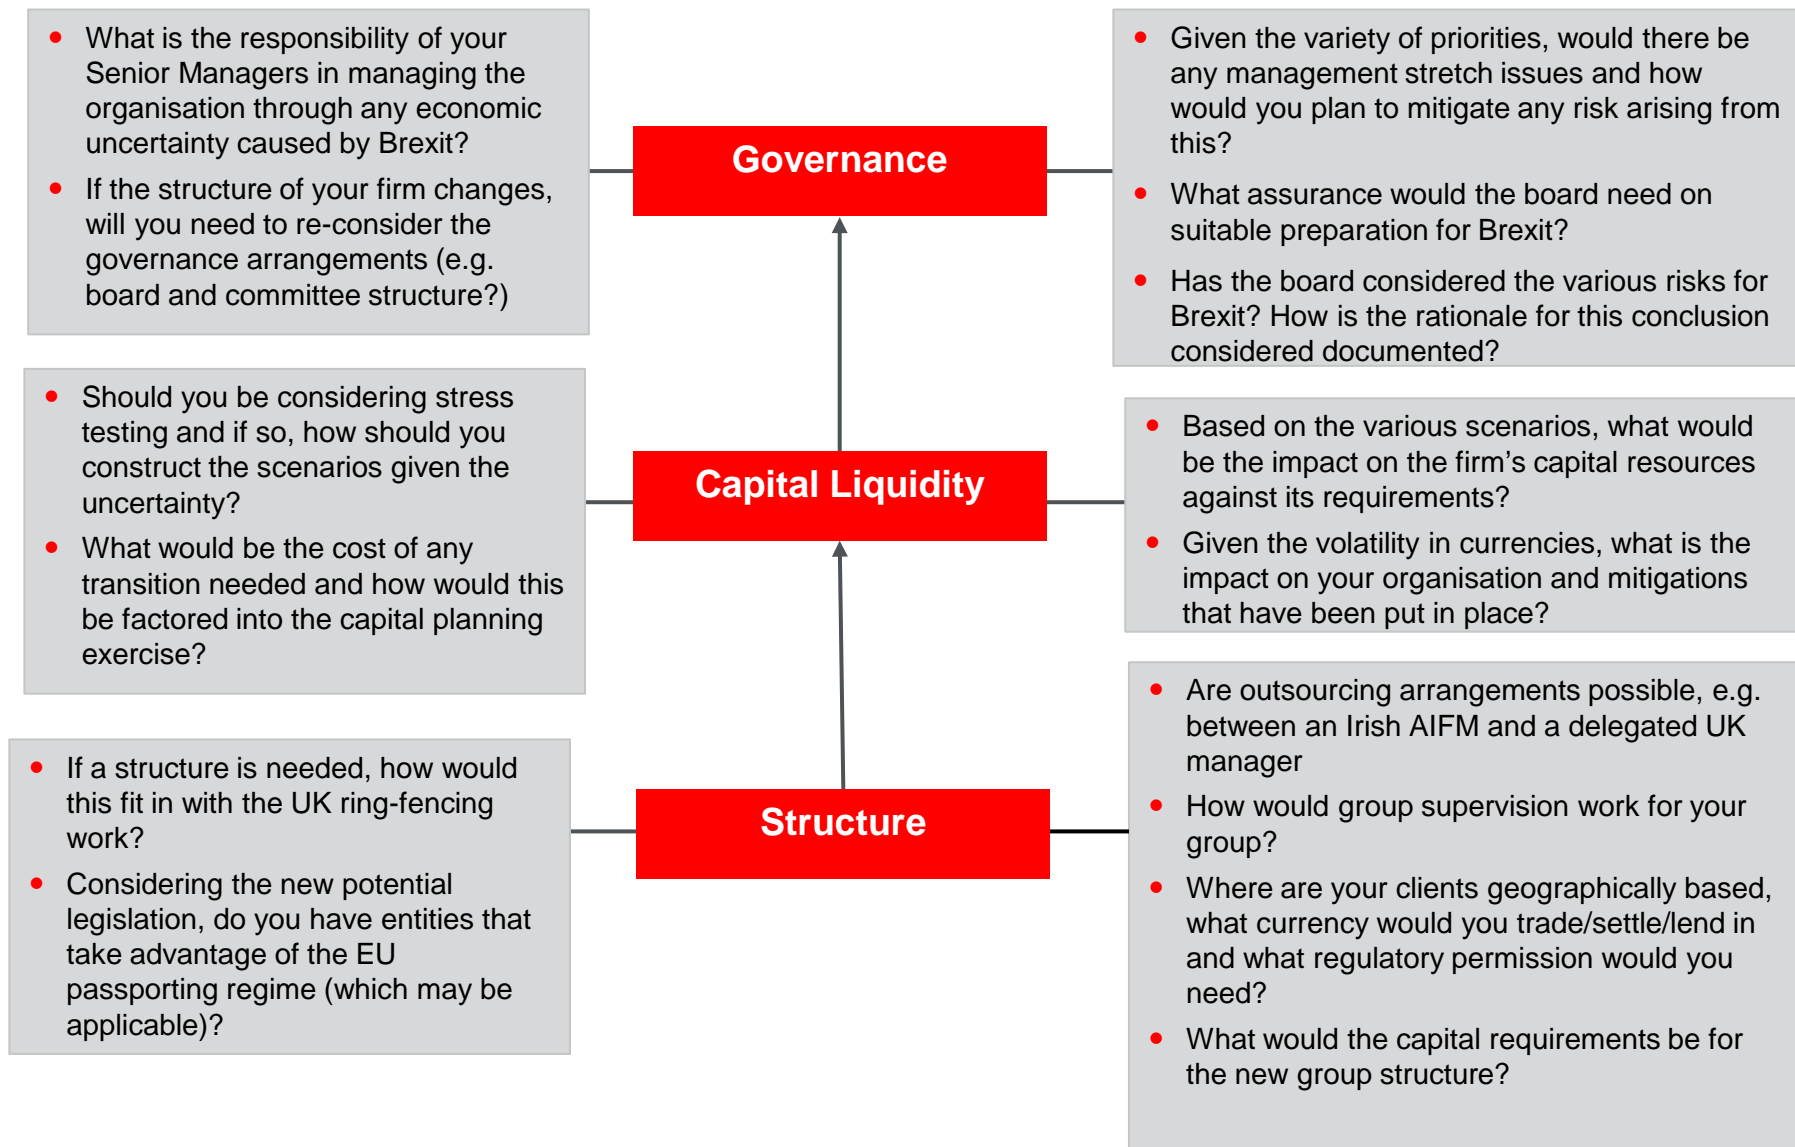 • What is the responsibility of your
Senior Managers in managing the
organisation through any economic
uncertainty caused by Brexit?
• If the structure of your firm changes,
will you need to re-consider the
governance arrangements (e.g.
board and committee structure?)
Governance
• Given the variety of priorities, would there be
any management stretch issues and how
would you plan to mitigate any risk arising from
this?
• What assurance would the board need on
suitable preparation for Brexit?
• Has the board considered the various risks for
Brexit? How is the rationale for this conclusion
considered documented?
• Should you be considering stress
testing and if so, how should you
construct the scenarios given the
uncertainty?
• What would be the cost of any
transition needed and how would this
be factored into the capital planning
exercise?
Capital Liquidity
• Based on the various scenarios, what would
be the impact on the firm’s capital resources
against its requirements?
• Given the volatility in currencies, what is the
impact on your organisation and mitigations
that have been put in place?
• If a structure is needed, how would
this fit in with the UK ring-fencing
work?
• Considering the new potential
legislation, do you have entities that
take advantage of the EU
passporting regime (which may be
applicable)?
Structure
• Are outsourcing arrangements possible, e.g.
between an Irish AIFM and a delegated UK
manager
• How would group supervision work for your
group?
• Where are your clients geographically based,
what currency would you trade/settle/lend in
and what regulatory permission would you
need?
• What would the capital requirements be for
the new group structure?